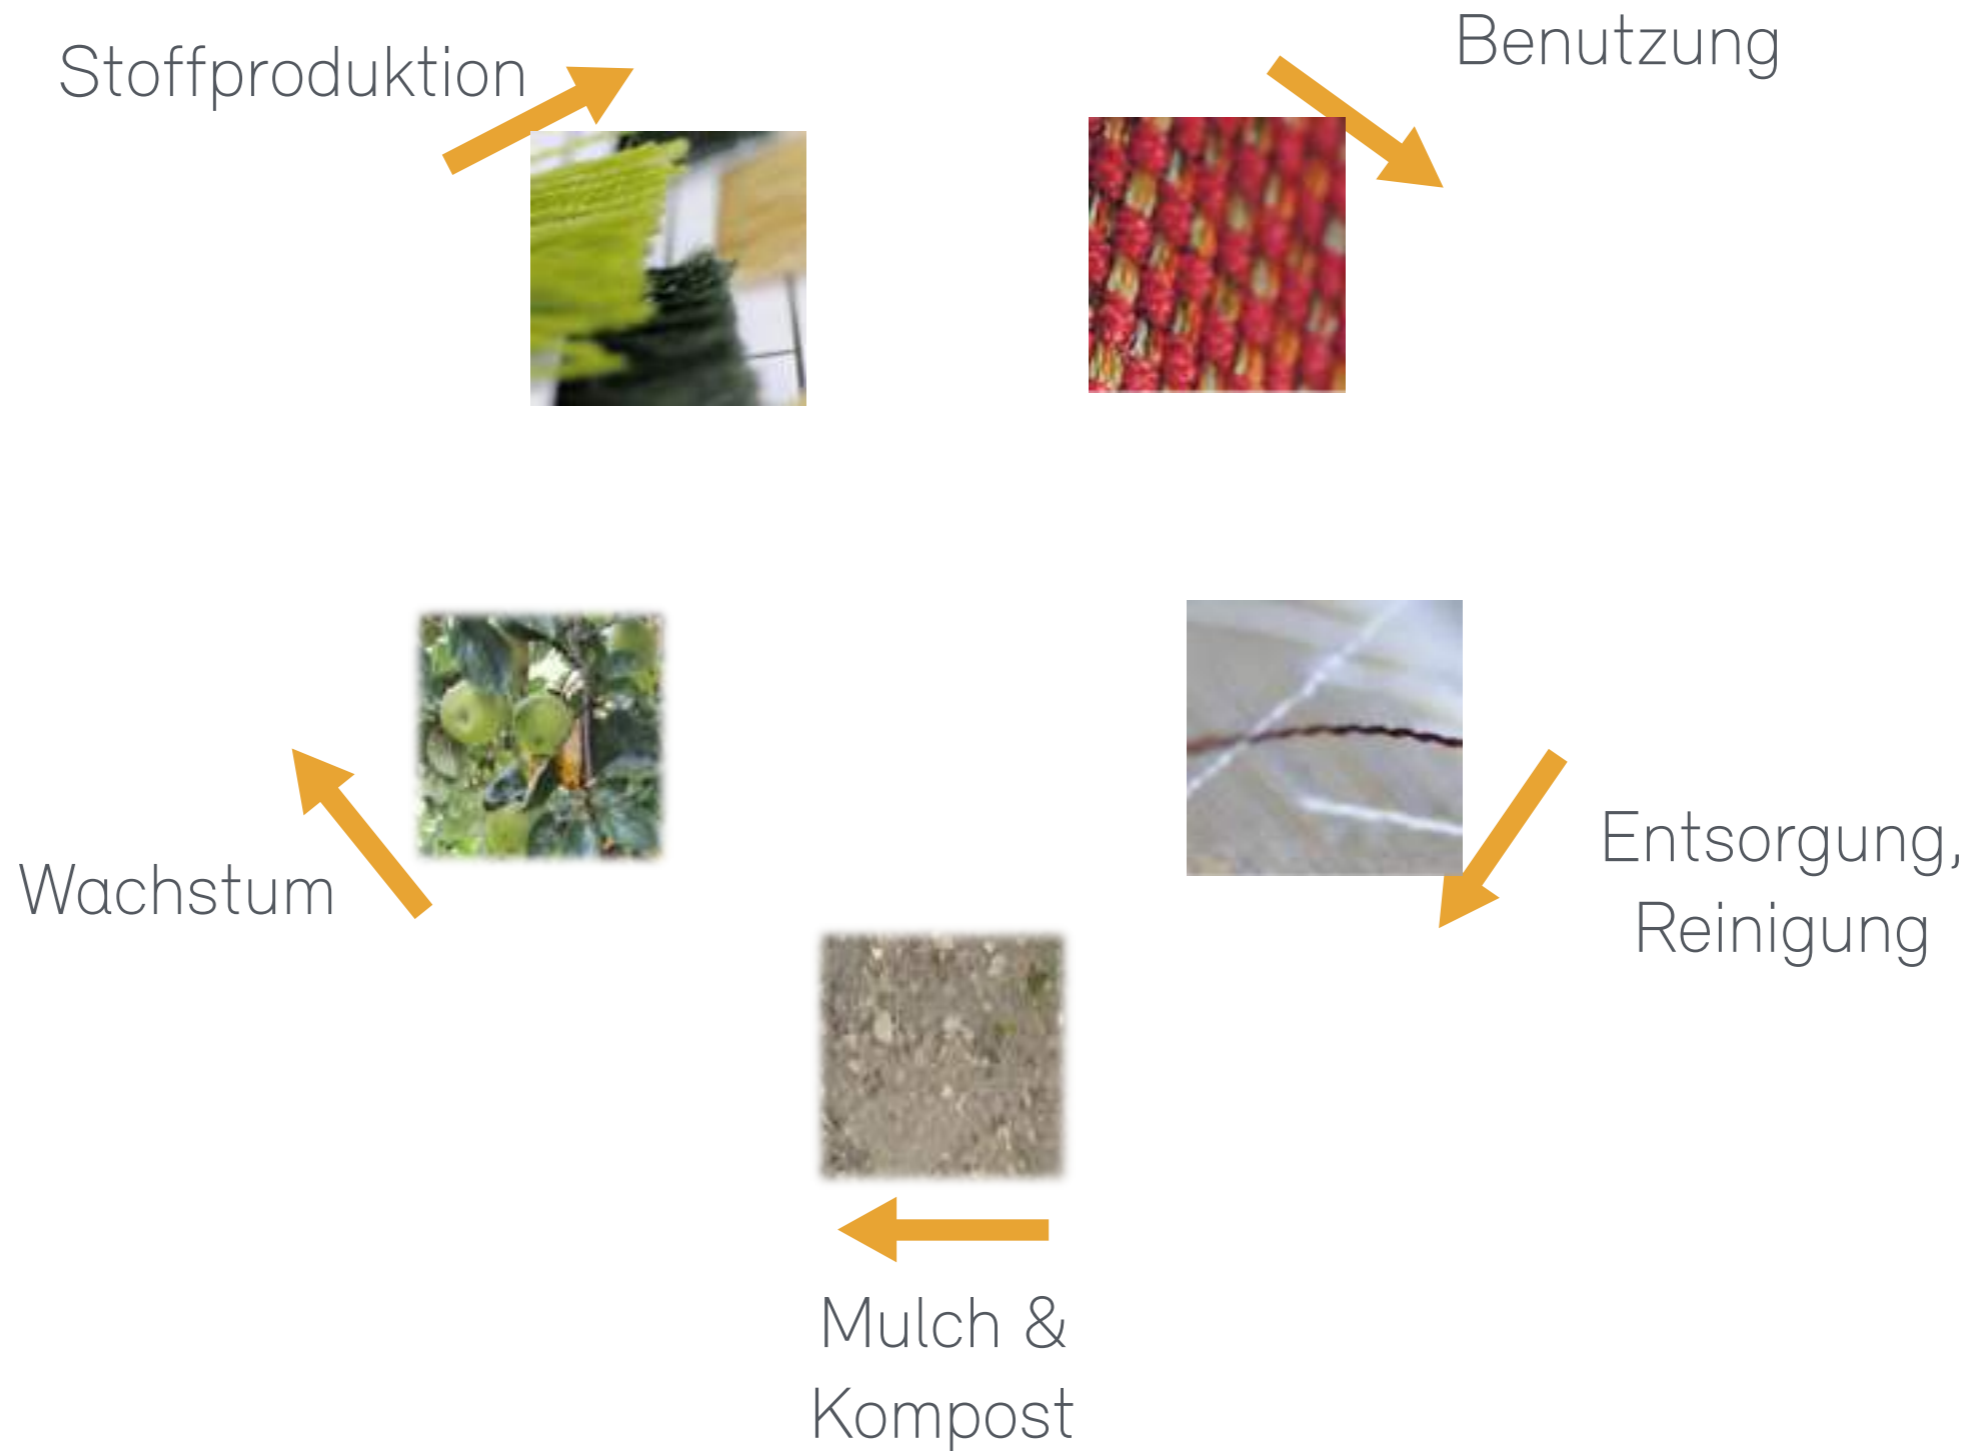 Stoffproduktion
Benutzung
Entsorgung,
Reinigung
Mulch &
Kompost
Wachstum